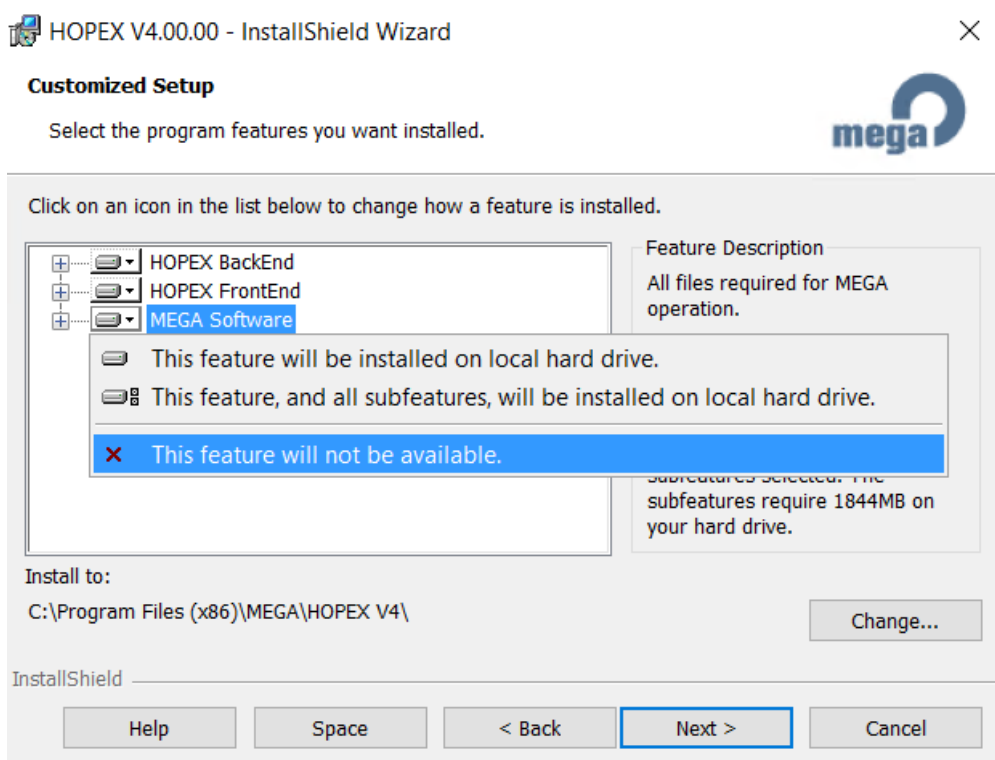 HOPEX V4.00.00 - InstallShield Wizard
Customized Setup
Select the program features you want installed.
mega
Click on an icon in the list below to change how a feature is installed.
HOPEX BackEnd
HOPEX FrontEnd
MEGA Software
Feature Description
All files required for MEGA
operation.
This feature will be installed on local hard drive.
This feature, and all subfeatures, will be installed on local hard drive.
This feature will not be available.
subfeatures selected. The
subfeatures require 1844MB on
your hard drive.
Install to:
C:\Program Files (x86)\MEGA\HOPEX V4\
Change...
InstallShield
Help
Space
< Back
Next >
Cancel